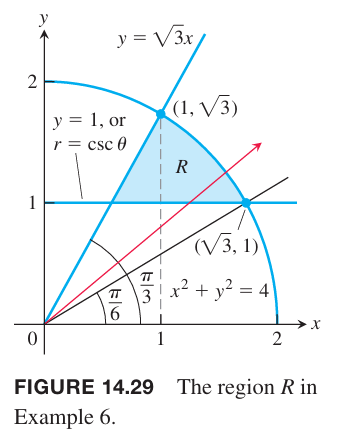 y
y = √3x
2
(1, √3)
y = 1, or
r = csc θ
R
1
(√3, 1)
π/3
π/6
x² + y² = 4
x
0
1
2
FIGURE 14.29 The region R in
Example 6.